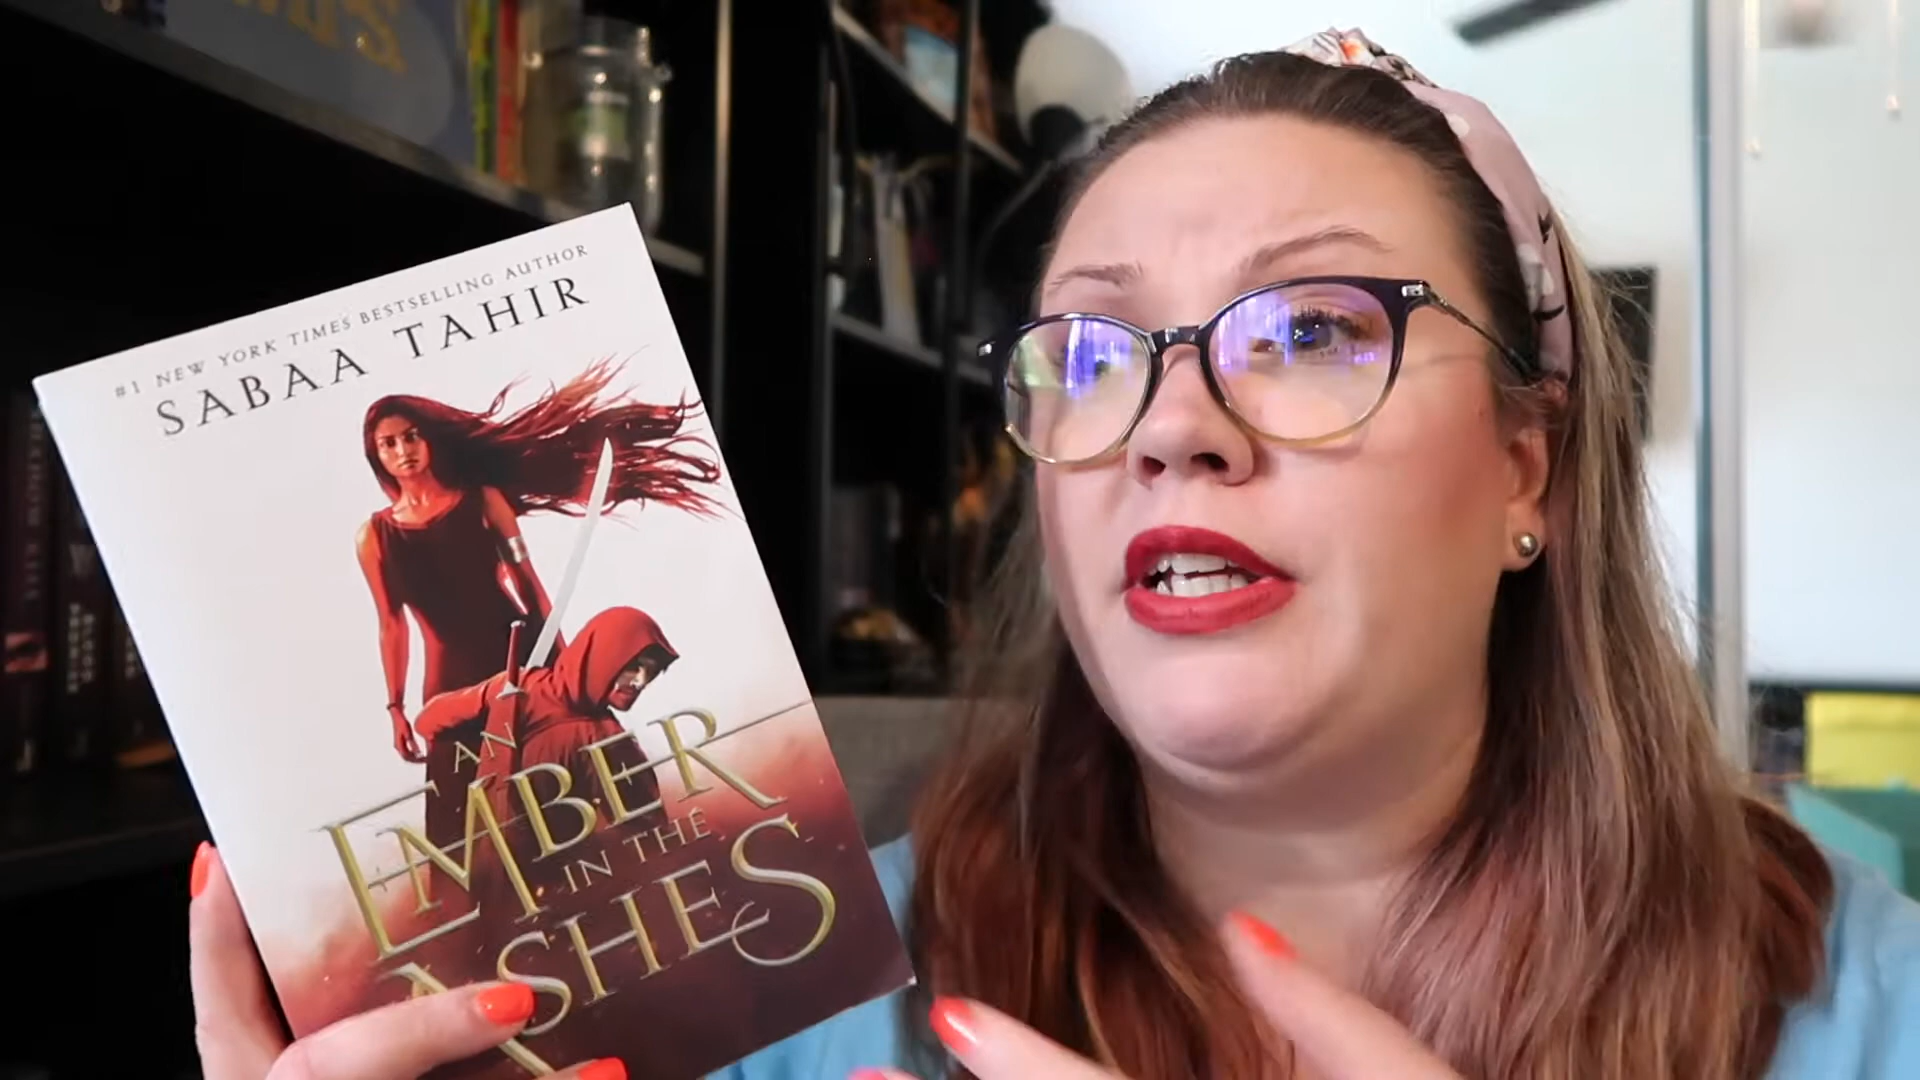 #1 NEW YORK TIMES BESTSELLING AUTHOR
SABAA TAHIR
AN
EMBER
IN THE
ASHES